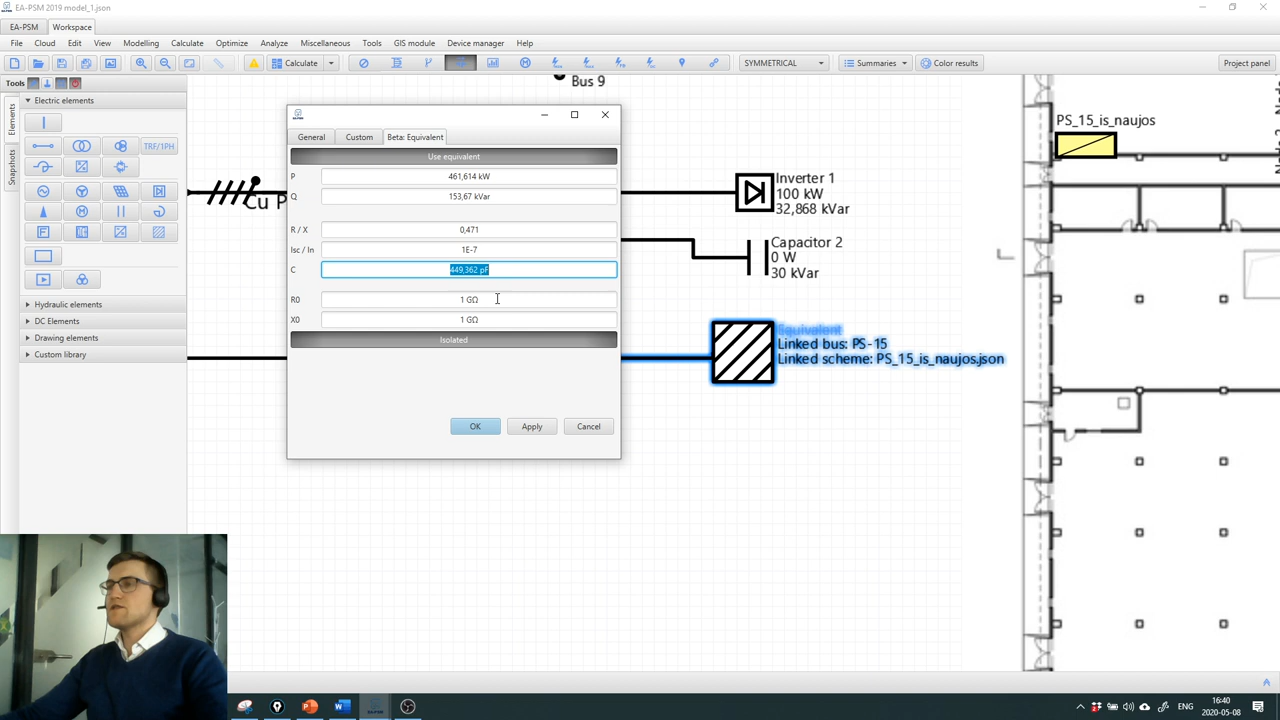 EA-PSM 2019 model_1.json
EA-PSM
Workspace
File
Cloud
Edit
View
Modelling
Calculate
Optimize
Analyze
Miscellaneous
Tools
GIS module
Device manager
Help
Calculate
SYMMETRICAL
Summaries
Color results
Project panel
Tools
Elements
Snapshots
Electric elements
TRF/1PH
Hydraulic elements
DC Elements
Drawing elements
Custom library
Bus 9
Cu P
General
Custom
Beta: Equivalent
Use equivalent
P
461,614 kW
Q
153,67 kVar
R / X
0,471
Isc / In
1E-7
C
449,362 pF
R0
1 GΩ
X0
1 GΩ
Isolated
OK
Apply
Cancel
Inverter 1
100 kW
32,868 kVar
Capacitor 2
0 W
30 kVar
Equivalent
Linked bus: PS-15
Linked scheme: PS_15_is_naujos.json
PS_15_is_naujos
ENG
16:40
2020-05-08